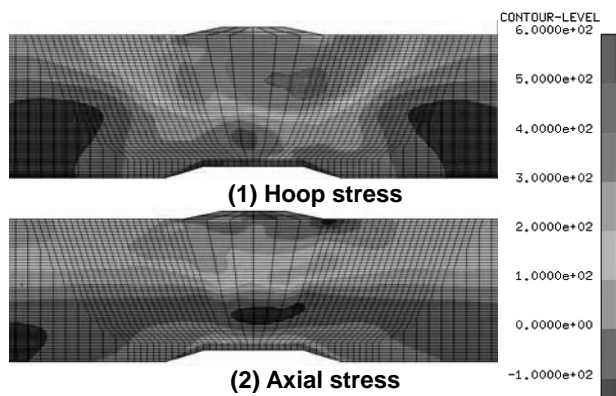 CONTOUR-LEVEL
6.0000e+02
5.0000e+02
4.0000e+02
3.0000e+02
(1) Hoop stress
2.0000e+02
1.0000e+02
0.0000e+00
-1.0000e+02
(2) Axial stress